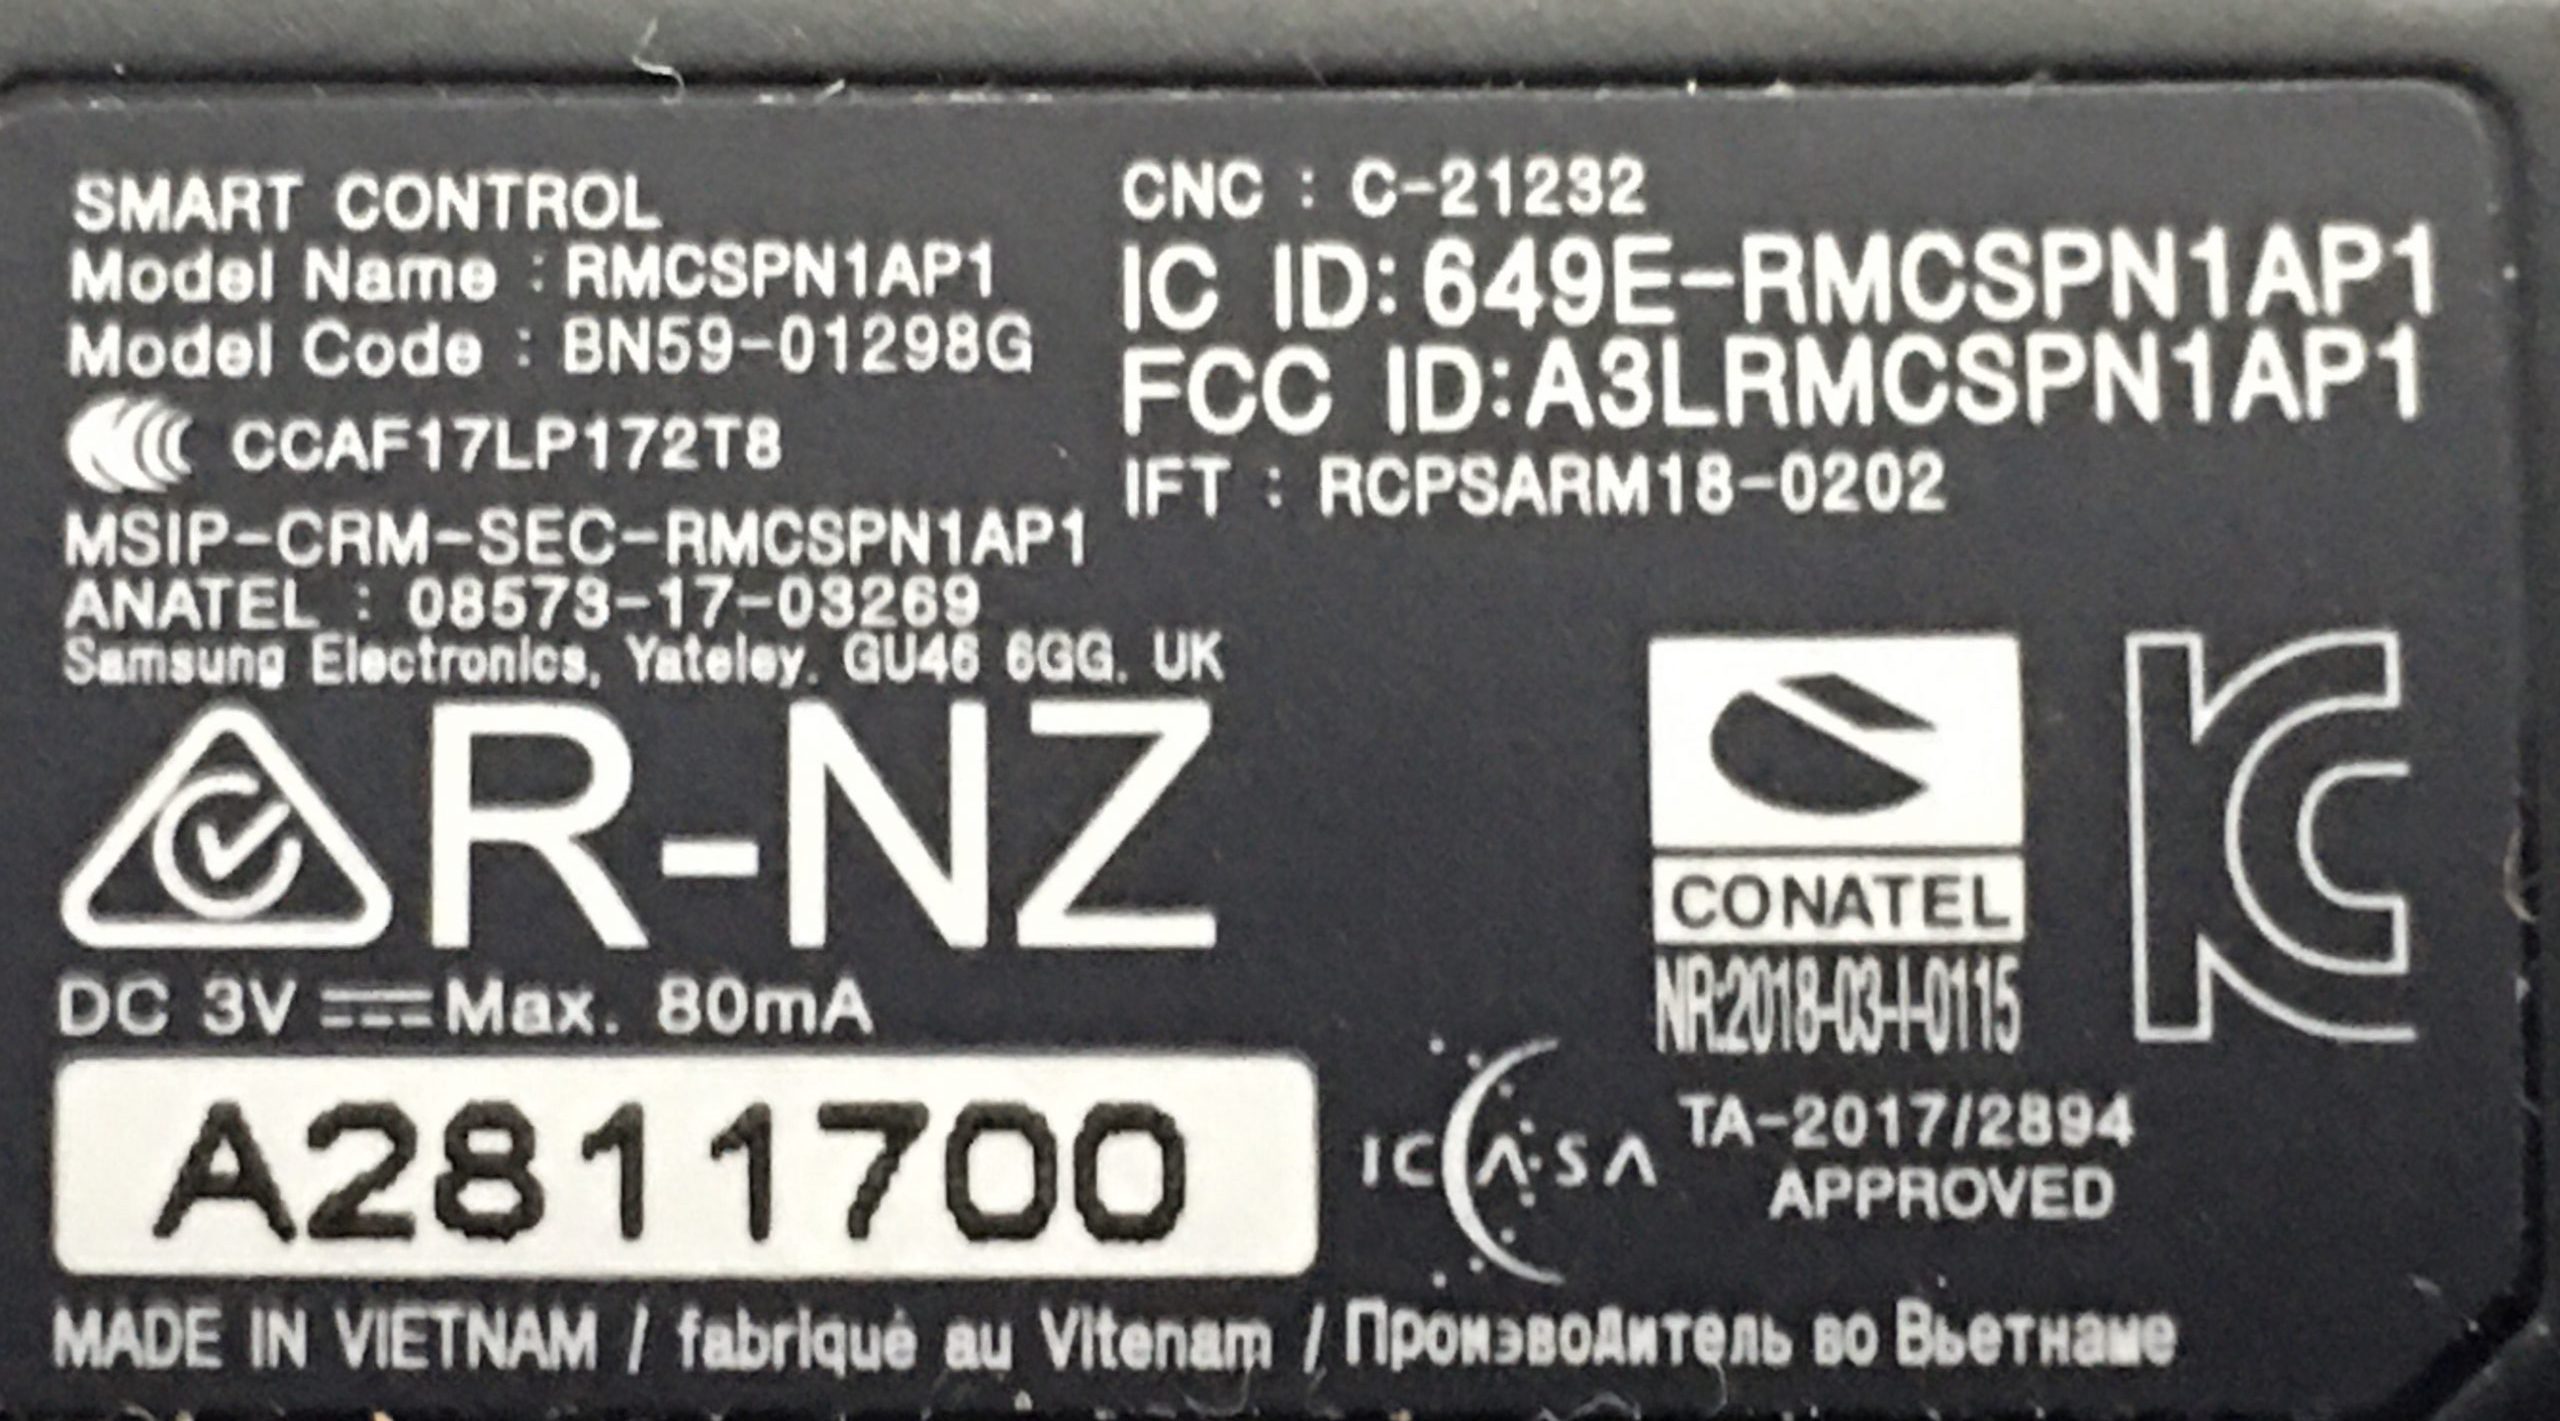 SMART CONTROL
Model Name : RMCSPN1AP1
Model Code : BN59-01298G
CCAF17LP172T8
MSIP-CRM-SEC-RMCSPN1AP1
ANATEL : 08573-17-03269
Samsung Electronics, Yateley. GU46 6GG. UK
R-NZ
DC 3V Max. 80mA
A2811700
CNC : C-21232
IC ID: 649E-RMCSPN1AP1
FCC ID: A3LRMCSPN1AP1
IFT : RCPSARM18-0202
CONATEL
NR:2018-03-I-0115
KC
ICASA
TA-2017/2894
APPROVED
MADE IN VIETNAM / fabriqué au Vitenam / Произвoдитель во Вьетнаме